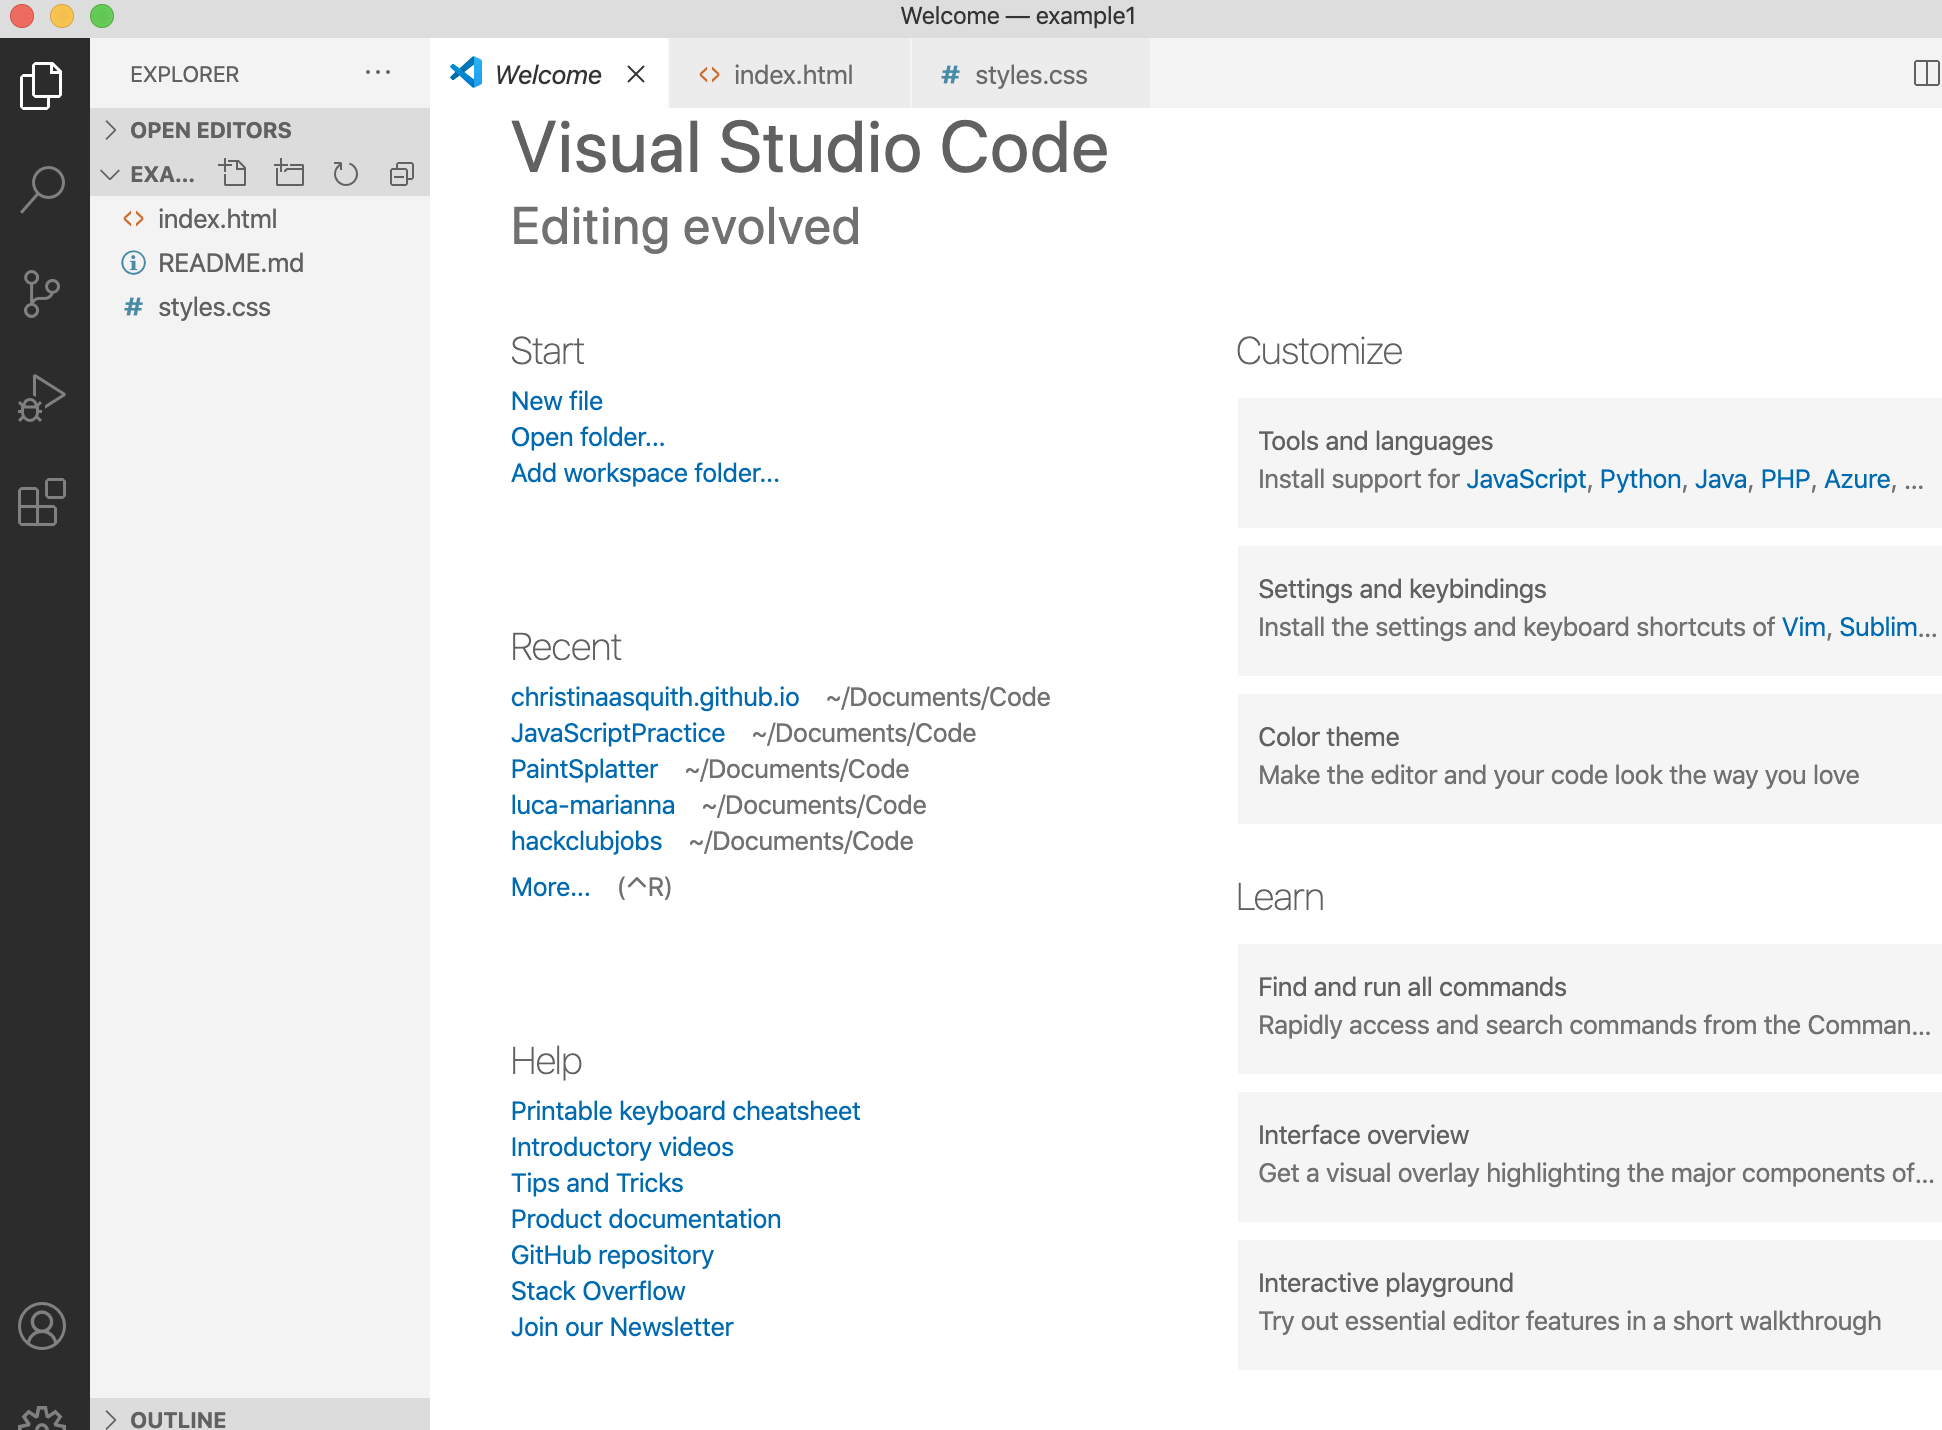 Welcome — example1
EXPLORER ...
Welcome
index.html
styles.css
OPEN EDITORS
EXA...
index.html
README.md
styles.css
OUTLINE
Visual Studio Code
Editing evolved
Start
New file
Open folder...
Add workspace folder...
Recent
christinaasquith.github.io ~/Documents/Code
JavaScriptPractice ~/Documents/Code
PaintSplatter ~/Documents/Code
luca-marianna ~/Documents/Code
hackclubjobs ~/Documents/Code
More... (^R)
Help
Printable keyboard cheatsheet
Introductory videos
Tips and Tricks
Product documentation
GitHub repository
Stack Overflow
Join our Newsletter
Customize
Tools and languages
Install support for JavaScript, Python, Java, PHP, Azure, ...
Settings and keybindings
Install the settings and keyboard shortcuts of Vim, Sublim...
Color theme
Make the editor and your code look the way you love
Learn
Find and run all commands
Rapidly access and search commands from the Comman...
Interface overview
Get a visual overlay highlighting the major components of...
Interactive playground
Try out essential editor features in a short walkthrough